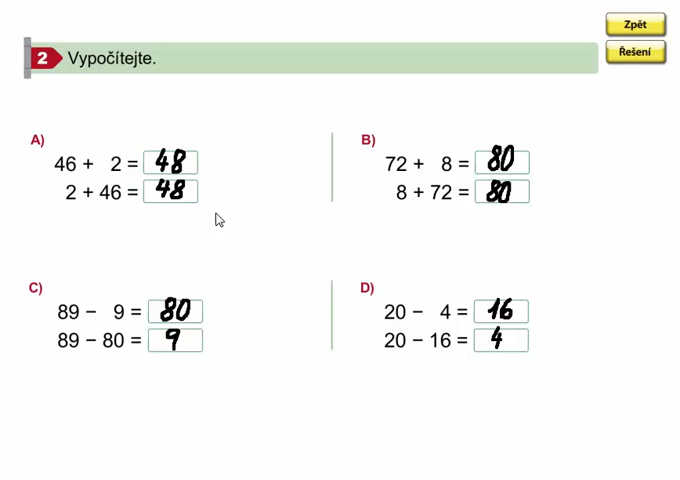 Zpět
Řešení
2 Vypočítejte.
A)
46 + 2 = 48
2 + 46 = 48
B)
72 + 8 = 80
8 + 72 = 80
C)
89 − 9 = 80
89 − 80 = 9
D)
20 − 4 = 16
20 − 16 = 4